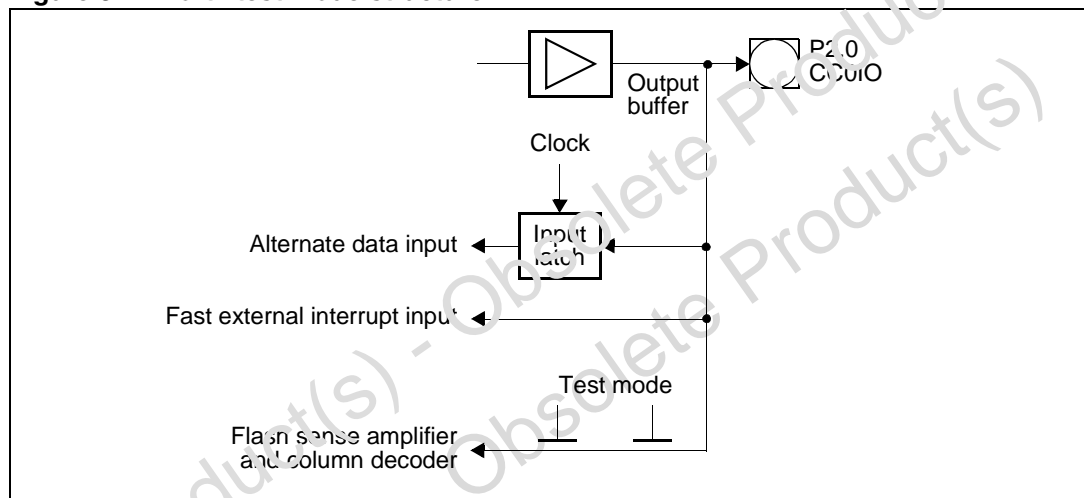 P2.0
CC0IO
Output
buffer
Clock
Input
latch
Alternate data input
Fast external interrupt input
Test mode
Flash sense amplifier
and column decoder
Obsolete Product(s)
Obsolete Product(s)